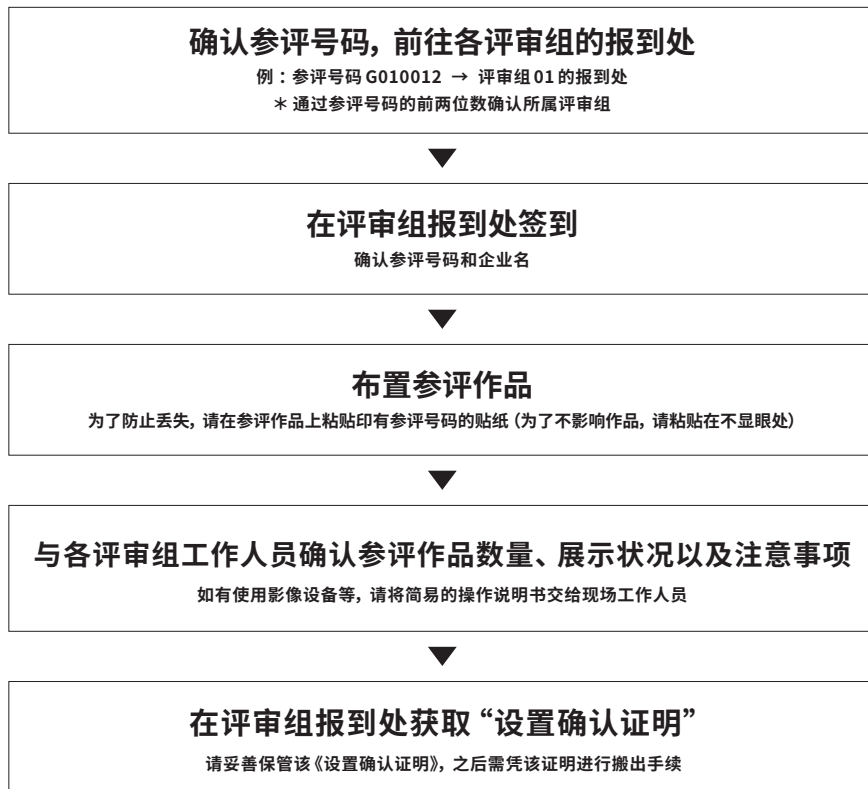 确认参评号码, 前往各评审组的报到处
例：参评号码 G010012 → 评审组 01 的报到处
＊通过参评号码的前两位数确认所属评审组
在评审组报到处签到
确认参评号码和企业名
布置参评作品
为了防止丢失, 请在参评作品上粘贴印有参评号码的贴纸 (为了不影响作品, 请粘贴在不显眼处)
与各评审组工作人员确认参评作品数量、展示状况以及注意事项
如有使用影像设备等, 请将简易的操作说明书交给现场工作人员
在评审组报到处获取“设置确认证明”
请妥善保管该《设置确认证明》, 之后需凭该证明进行搬出手续